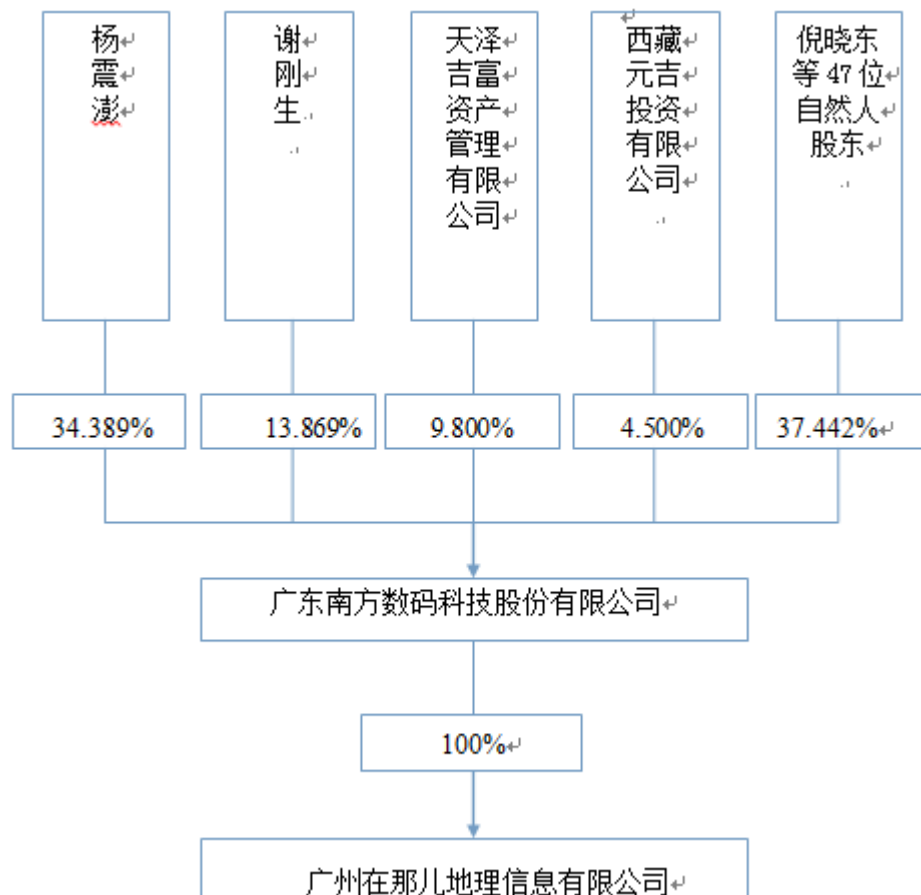 杨
震
澎
谢
刚
生
天泽
吉富
资产
管理
有限
公司
西藏
元吉
投资
有限
公司
倪晓东
等 47 位
自然人
股东
34.389%
13.869%
9.800%
4.500%
37.442%
广东南方数码科技股份有限公司
100%
广州在那儿地理信息有限公司